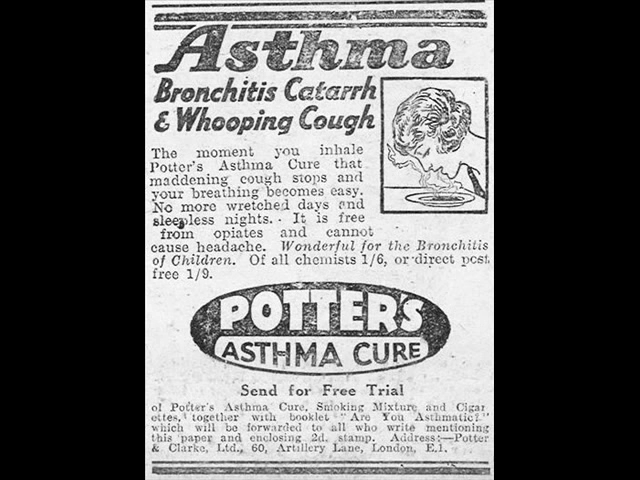 Asthma
Bronchitis Catarrh
& Whooping Cough
The moment you inhale
Potter's Asthma Cure that
maddening cough stops and
your breathing becomes easy.
No more wretched days and
sleepless nights. It is free
from opiates and cannot
cause headache. Wonderful for the Bronchitis
of Children. Of all chemists 1/6, or direct post
free 1/9.
POTTER'S
ASTHMA CURE
Send for Free Trial
of Potter's Asthma Cure, Smoking Mixture and Cigar
ettes, together with booklet "Are You Asthmatic?"
which will be forwarded to all who write mentioning
this paper and enclosing 2d. stamp. Address:—Potter
& Clarke, Ltd., 60, Artillery Lane, London, E.1.